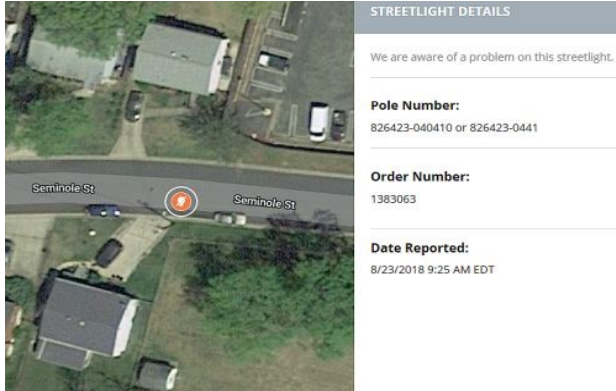 STREETLIGHT DETAILS
We are aware of a problem on this streetlight.
Pole Number:
826423-040410 or 826423-0441
Order Number:
1383063
Date Reported:
8/23/2018 9:25 AM EDT
Seminole St
Seminole St